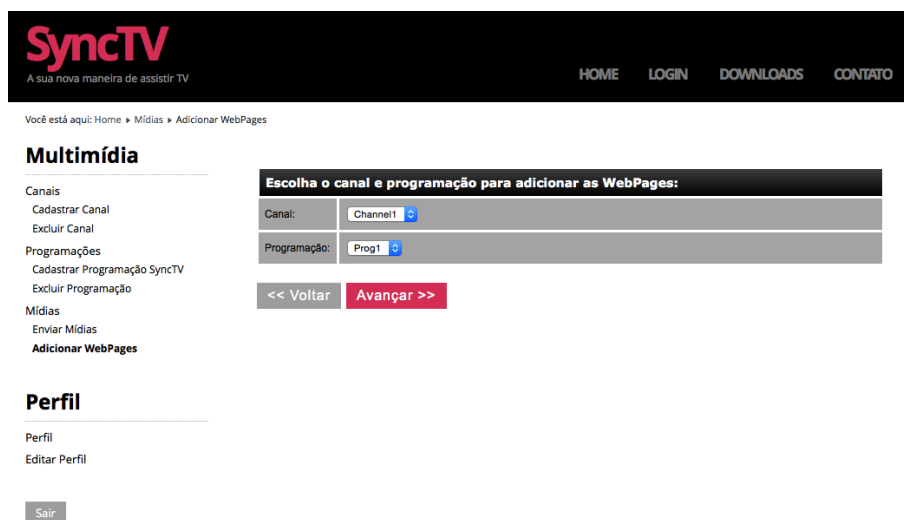 SyncTV
A sua nova maneira de assistir TV
HOME LOGIN DOWNLOADS CONTATO
Você está aqui: Home ▸ Mídias ▸ Adicionar WebPages
Multimídia
Canais
Cadastrar Canal
Excluir Canal
Programações
Cadastrar Programação SyncTV
Excluir Programação
Mídias
Enviar Mídias
Adicionar WebPages
Perfil
Perfil
Editar Perfil
Sair
Escolha o canal e programação para adicionar as WebPages:
Canal: Channel1
Programação: Prog1
<< Voltar Avançar >>